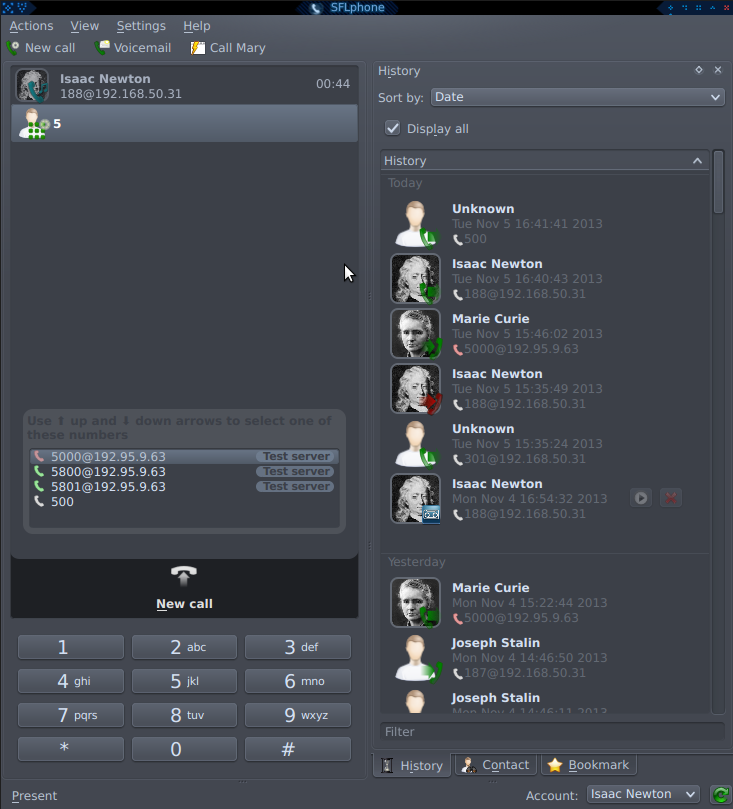 SFLphone
Actions View Settings Help
New call Voicemail Call Mary
Isaac Newton
188@192.168.50.31
00:44
5
Use ⬆ up and ⬇ down arrows to select one of
these numbers
5000@192.95.9.63 Test server
5800@192.95.9.63 Test server
5801@192.95.9.63 Test server
500
New call
1 2 abc 3 def
4 ghi 5 jkl 6 mno
7 pqrs 8 tuv 9 wxyz
* 0 #
Present
History
Sort by: Date
Display all
History
Today
Unknown
Tue Nov 5 16:41:41 2013
500
Isaac Newton
Tue Nov 5 16:40:43 2013
188@192.168.50.31
Marie Curie
Tue Nov 5 15:46:02 2013
5000@192.95.9.63
Isaac Newton
Tue Nov 5 15:35:49 2013
188@192.168.50.31
Unknown
Tue Nov 5 15:35:24 2013
301@192.168.50.31
Isaac Newton
Mon Nov 4 16:54:32 2013
188@192.168.50.31
Yesterday
Marie Curie
Mon Nov 4 15:22:44 2013
5000@192.95.9.63
Joseph Stalin
Mon Nov 4 14:46:50 2013
187@192.168.50.31
Joseph Stalin
Mon Nov 4 14:46:11 2013
Filter
History Contact Bookmark
Account: Isaac Newton